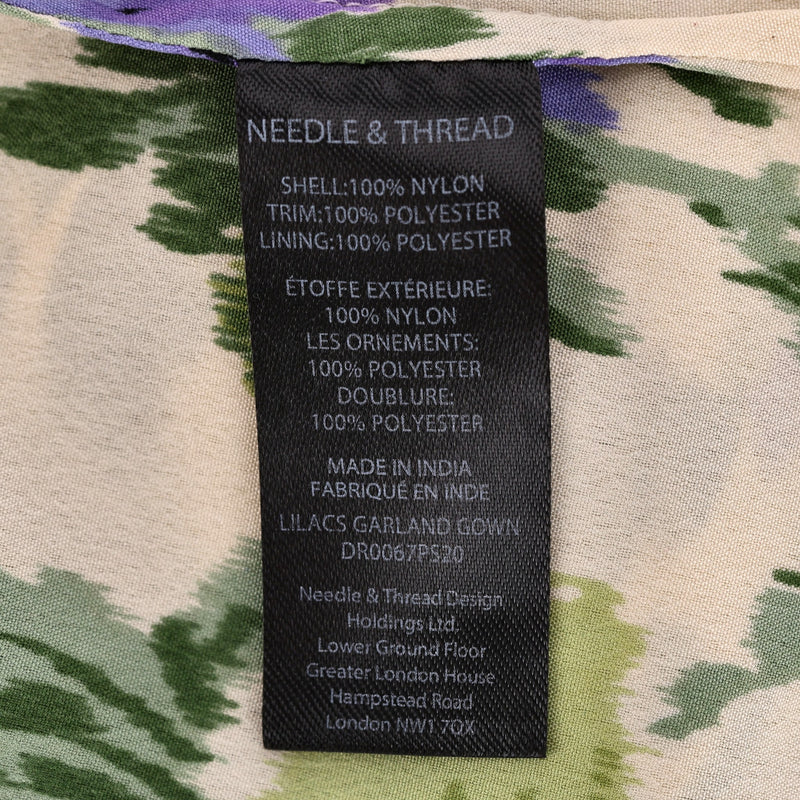 NEEDLE & THREAD
SHELL:100% NYLON
TRIM:100% POLYESTER
LINING:100% POLYESTER
ÉTOFFE EXTÉRIEURE:
100% NYLON
LES ORNEMENTS:
100% POLYESTER
DOUBLURE:
100% POLYESTER
MADE IN INDIA
FABRIQUÉ EN INDE
LILACS GARLAND GOWN
DR0067PS20
Needle & Thread Design
Holdings Ltd.
Lower Ground Floor
Greater London House
Hampstead Road
London NW1 7QX